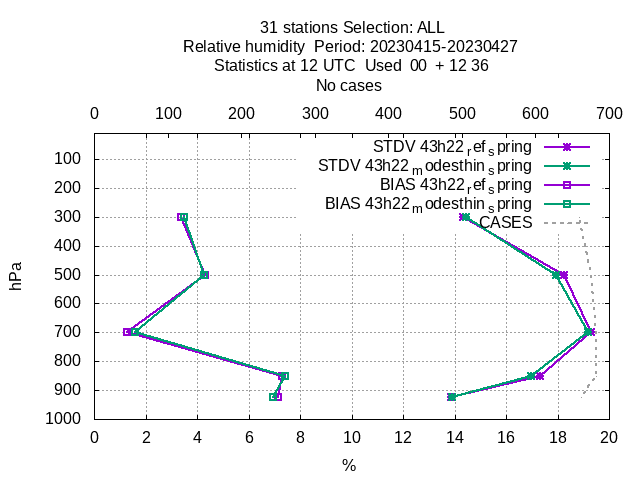 31 stations Selection: ALL
Relative humidity  Period: 20230415-20230427
Statistics at 12 UTC  Used  00  + 12 36
No cases
0 100 200 300 400 500 600 700
STDV 43h22_ref_spring
STDV 43h22_modesthin_spring
BIAS 43h22_ref_spring
BIAS 43h22_modesthin_spring
CASES
100
200
300
400
500
600
700
800
900
1000
hPa
0 2 4 6 8 10 12 14 16 18 20
%